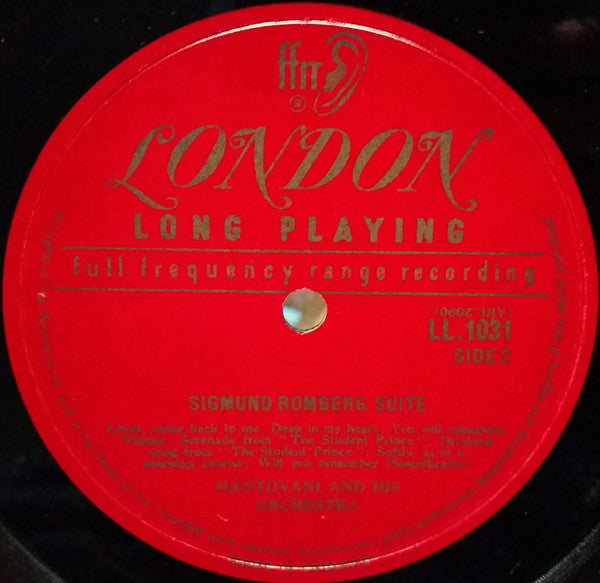 ffrr
®
LONDON
LONG PLAYING
full frequency range recording
(ARL.2090)
LL.1031
SIDE 2
SIGMUND ROMBERG SUITE
Lover, come back to me; Deep in my heart; You will remember
Vienna; Serenade from "The Student Prince"; Drinking
song from "The Student Prince"; Softly, as in a
morning sunrise; Will you remember (Sweetheart)
MANTOVANI AND HIS
ORCHESTRA